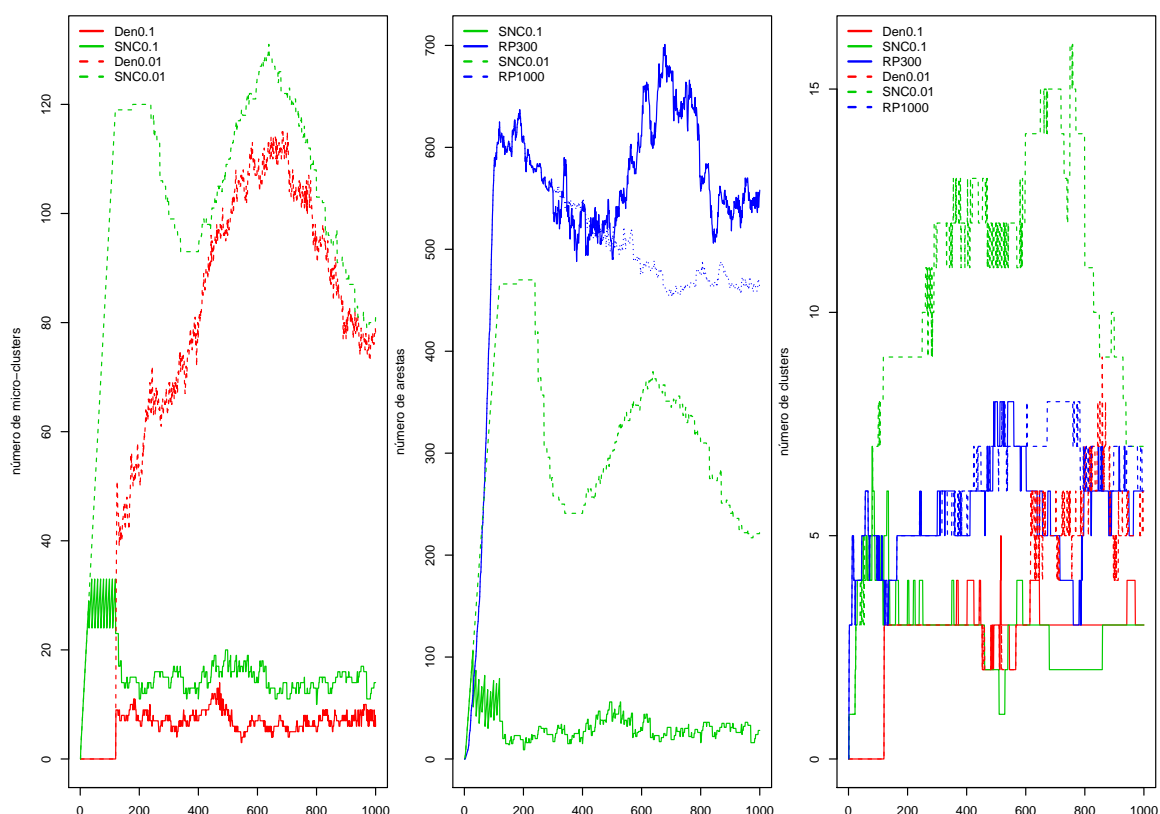 número de micro−clusters
0
20
40
60
80
100
120
Den0.1
SNC0.1
Den0.01
SNC0.01
0
200
400
600
800
1000
número de arestas
0
100
200
300
400
500
600
700
SNC0.1
RP300
SNC0.01
RP1000
0
200
400
600
800
1000
número de clusters
0
5
10
15
Den0.1
SNC0.1
RP300
Den0.01
SNC0.01
RP1000
0
200
400
600
800
1000